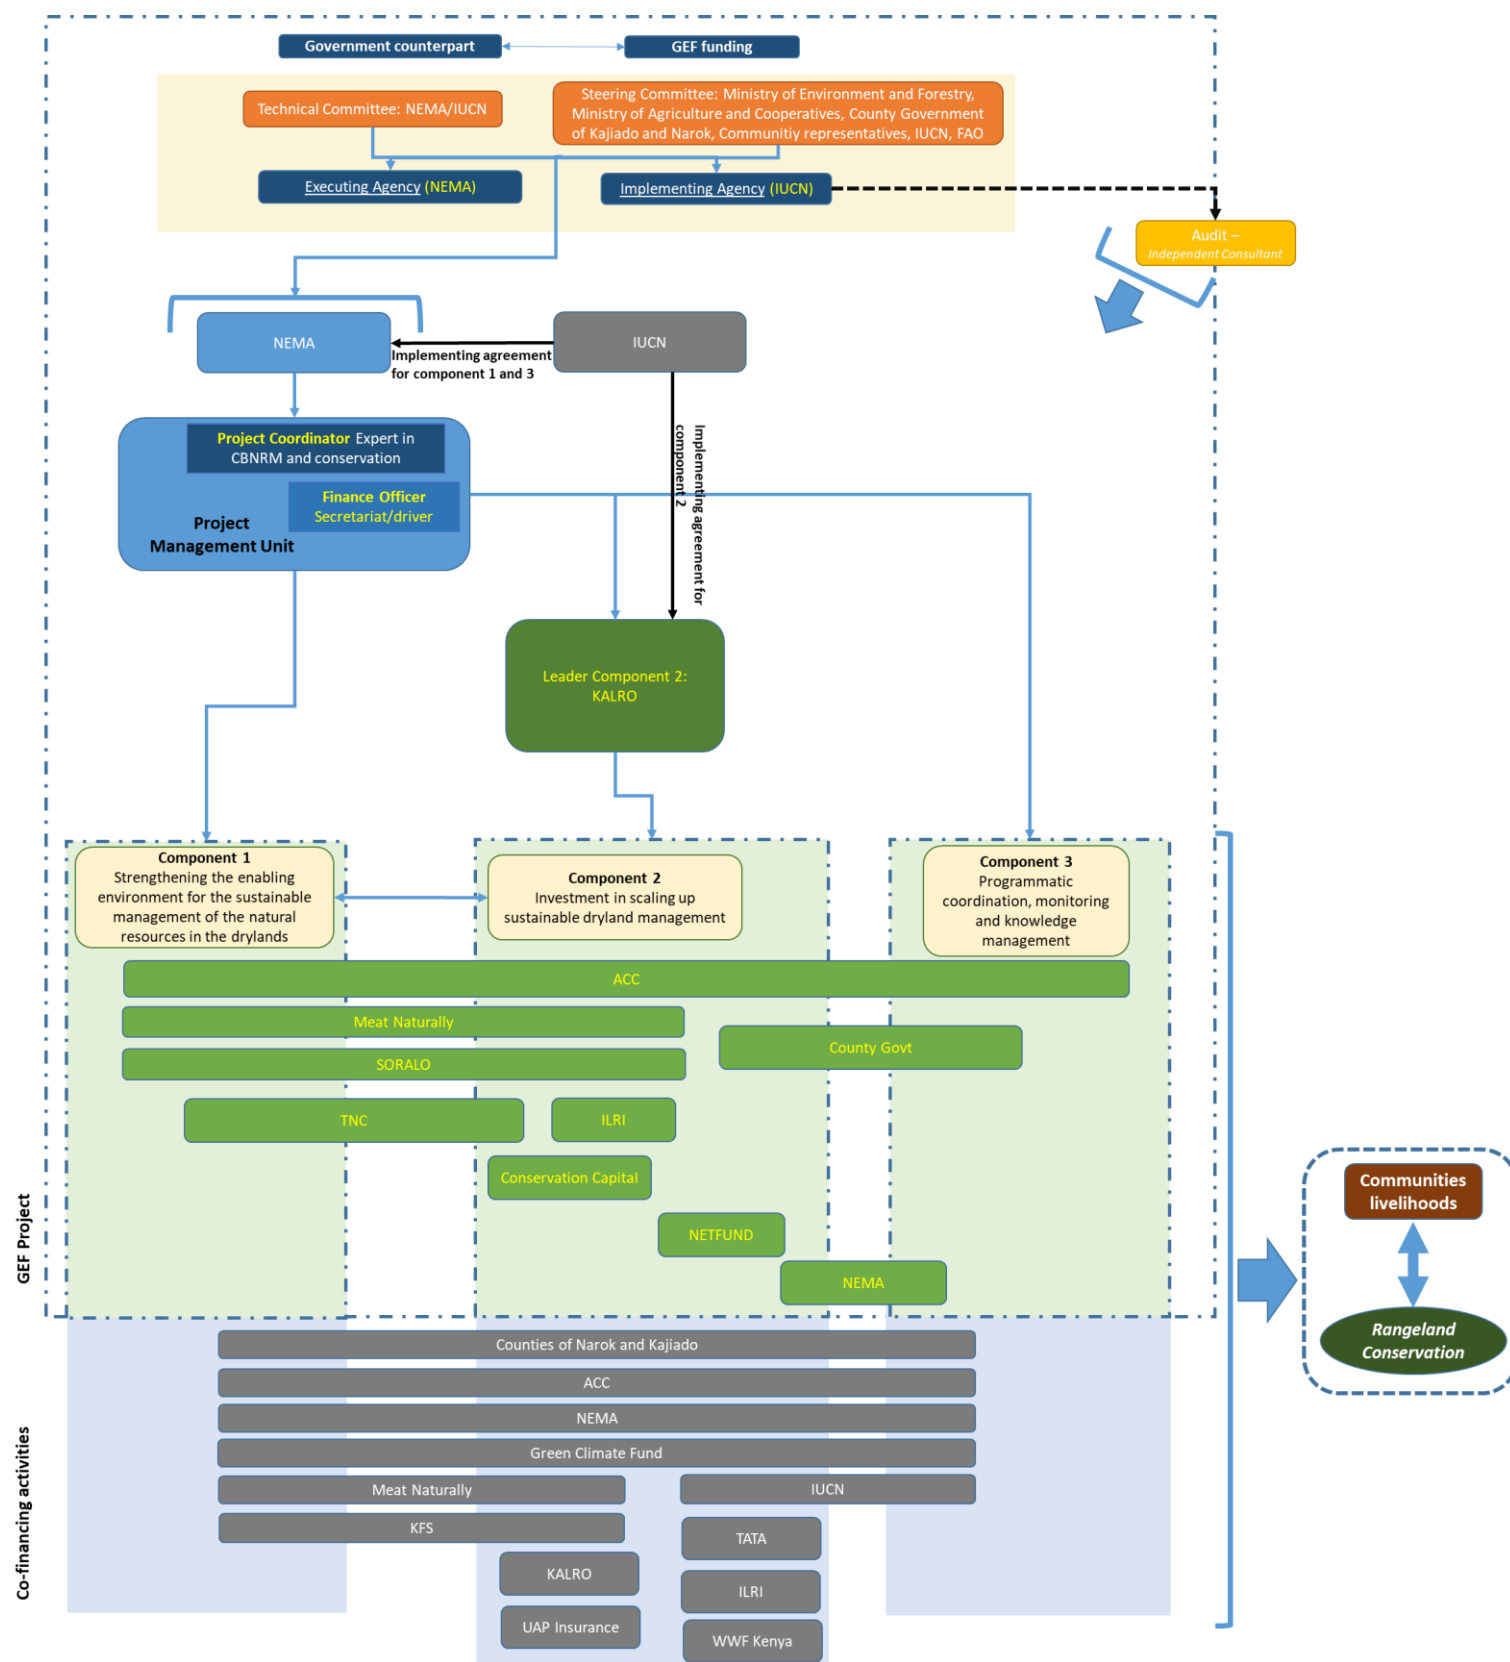 Government counterpart
GEF funding
Technical Committee: NEMA/IUCN
Steering Committee: Ministry of Environment and Forestry,
Ministry of Agriculture and Cooperatives, County Government
of Kajiado and Narok, Communitiy representatives, IUCN, FAO
Executing Agency (NEMA)
Implementing Agency (IUCN)
Audit –
Independent Consultant
NEMA
IUCN
Implementing agreement
for component 1 and 3
Implementing agreement for
component 2
Project Coordinator Expert in
CBNRM and conservation
Finance Officer
Secretariat/driver
Project
Management Unit
Leader Component 2:
KALRO
Component 1
Strengthening the enabling
environment for the sustainable
management of the natural
resources in the drylands
Component 2
Investment in scaling up
sustainable dryland management
Component 3
Programmatic
coordination, monitoring
and knowledge
management
ACC
Meat Naturally
County Govt
SORALO
TNC
ILRI
Conservation Capital
NETFUND
NEMA
GEF Project
Communities
livelihoods
Rangeland
Conservation
Counties of Narok and Kajiado
ACC
NEMA
Green Climate Fund
Meat Naturally
IUCN
KFS
TATA
KALRO
ILRI
UAP Insurance
WWF Kenya
Co-financing activities